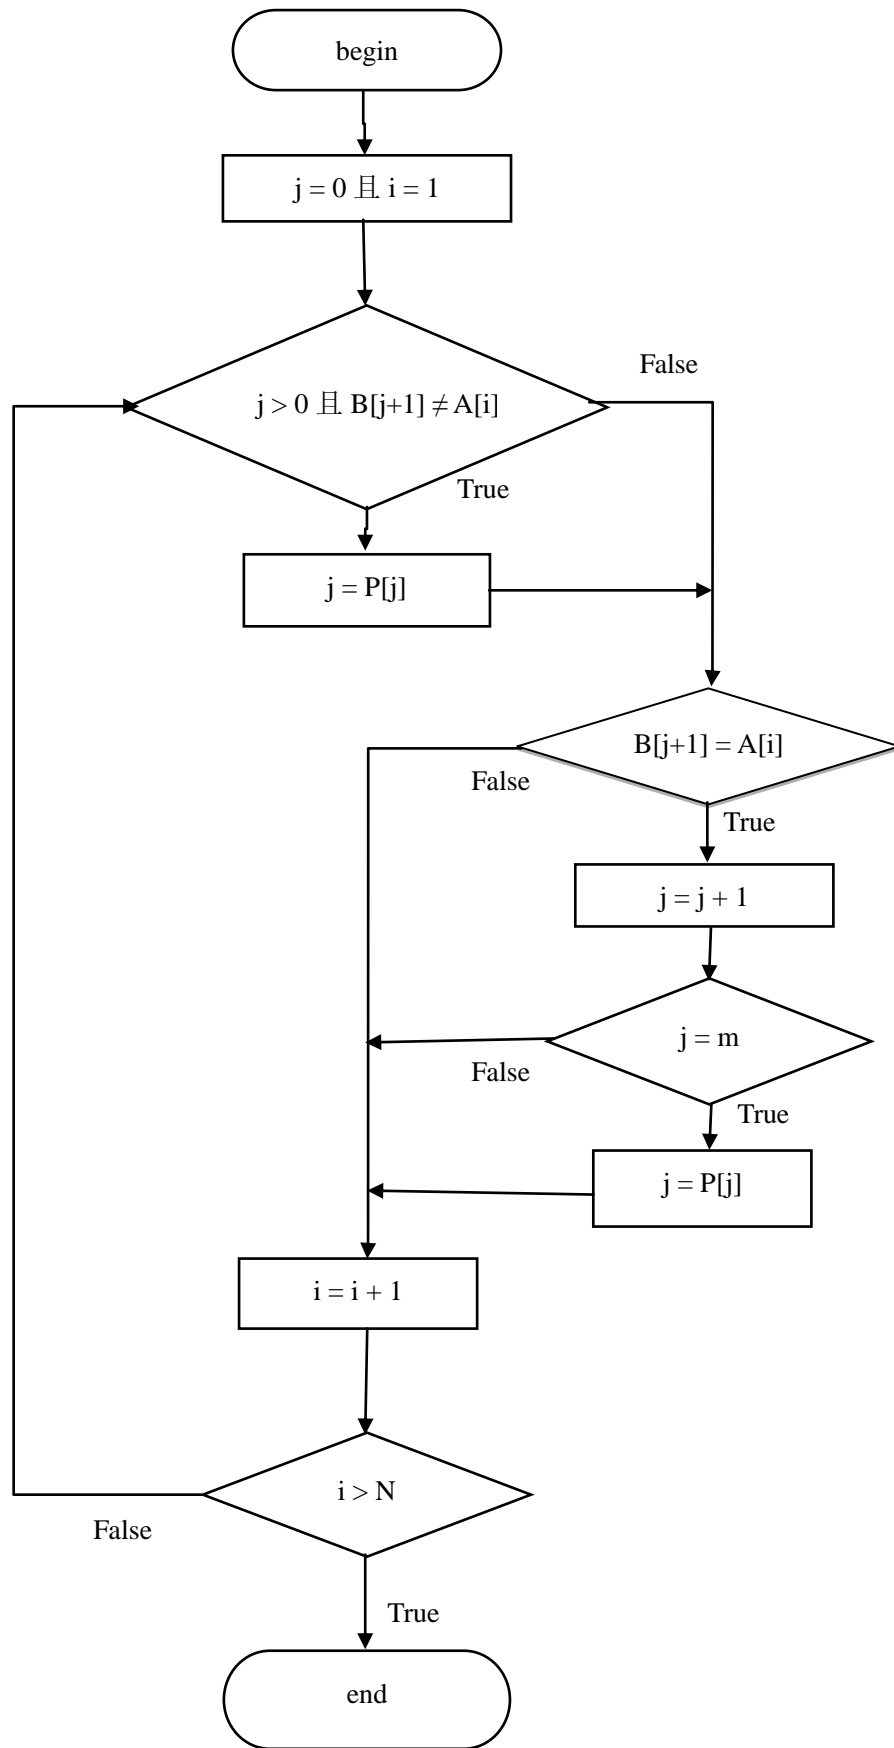 begin
j = 0 且 i = 1
False
j > 0 且 B[j+1] ≠ A[i]
True
j = P[j]
B[j+1] = A[i]
False
True
j = j + 1
j = m
False
True
j = P[j]
i = i + 1
i > N
False
True
end